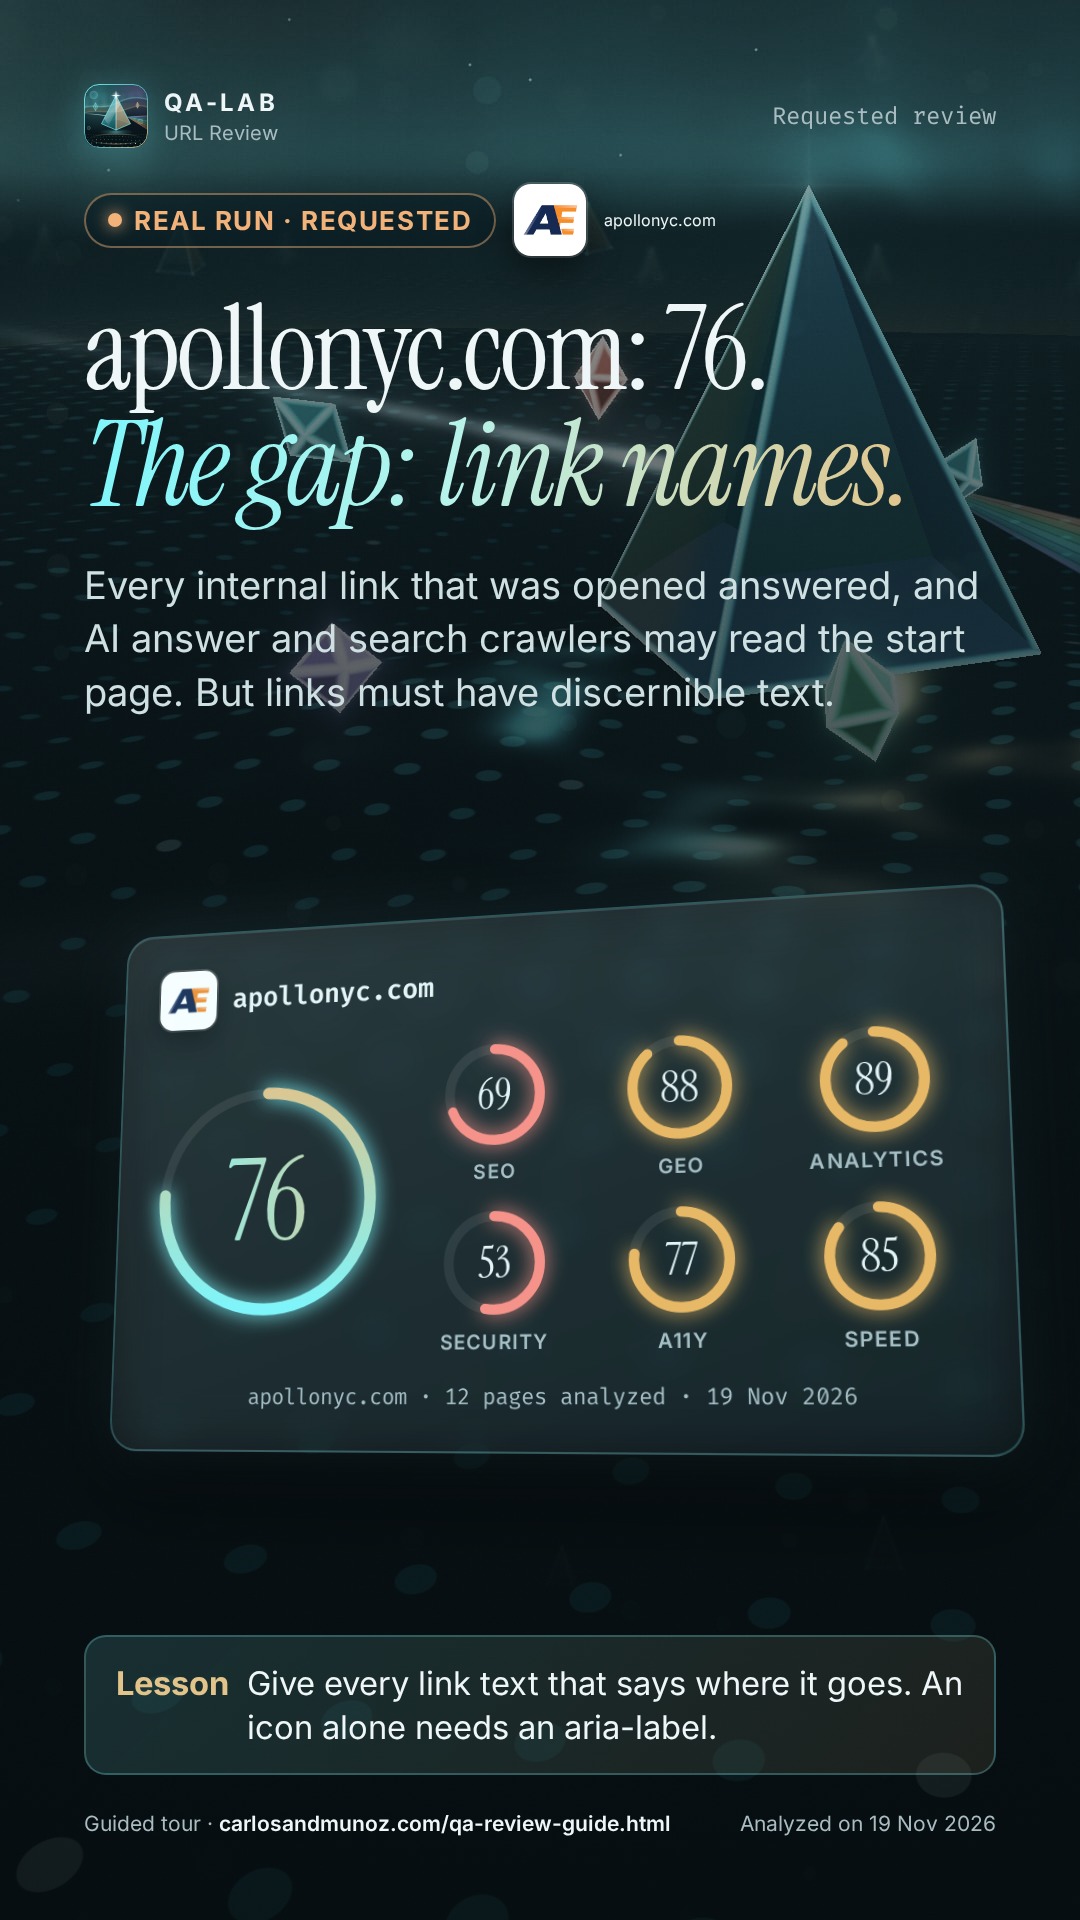 QA-LAB
URL Review
Requested review
REAL RUN · REQUESTED
AE
apollonyc.com
apollonyc.com: 76.
The gap: link names.
Every internal link that was opened answered, and
AI answer and search crawlers may read the start
page. But links must have discernible text.
AE
apollonyc.com
76
69
SEO
88
GEO
89
ANALYTICS
53
SECURITY
77
A11Y
85
SPEED
apollonyc.com · 12 pages analyzed · 19 Nov 2026
Lesson Give every link text that says where it goes. An
icon alone needs an aria-label.
Guided tour · carlosandmunoz.com/qa-review-guide.html
Analyzed on 19 Nov 2026